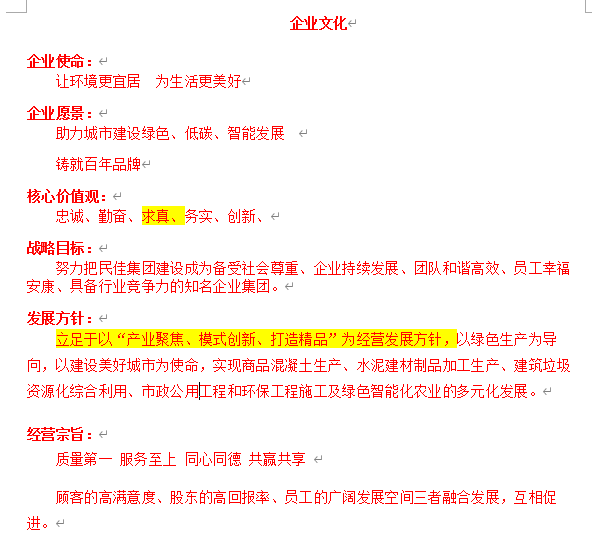 企业文化
企业使命：
让环境更宜居 为生活更美好
企业愿景：
助力城市建设绿色、低碳、智能发展
铸就百年品牌
核心价值观：
忠诚、勤奋、求真、务实、创新、
战略目标：
努力把民佳集团建设成为备受社会尊重、企业持续发展、团队和谐高效、员工幸福
安康、具备行业竞争力的知名企业集团。
发展方针：
立足于以“产业聚焦、模式创新、打造精品”为经营发展方针，以绿色生产为导
向，以建设美好城市为使命，实现商品混凝土生产、水泥建材制品加工生产、建筑垃圾
资源化综合利用、市政公用工程和环保工程施工及绿色智能化农业的多元化发展。
经营宗旨：
质量第一 服务至上 同心同德 共赢共享
顾客的高满意度、股东的高回报率、员工的广阔发展空间三者融合发展，互相促
进。